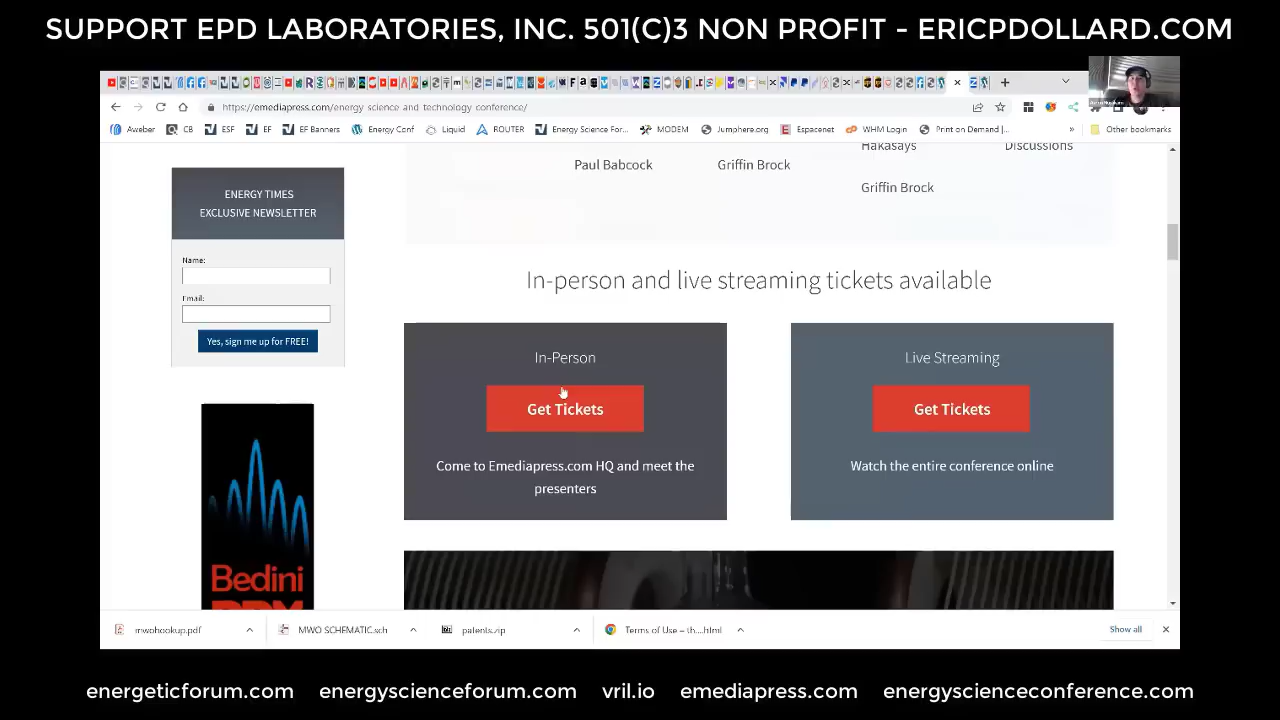 SUPPORT EPD LABORATORIES, INC. 501(C)3 NON PROFIT - ERICPDOLLARD.COM
https://emediapress.com/energy science and technology conference/
Aweber CB ESF EF EF Banners Energy Conf Liquid ROUTER Energy Science For... MODEM Jumphere.org Espacenet WHM Login Print on Demand |... » Other bookmarks
Hakasays Discussions
Paul Babcock Griffin Brock
Griffin Brock
ENERGY TIMES
EXCLUSIVE NEWSLETTER
Name:
Email:
Yes, sign me up for FREE!
In-person and live streaming tickets available
In-Person
Get Tickets
Come to Emediapress.com HQ and meet the
presenters
Live Streaming
Get Tickets
Watch the entire conference online
Bedini
mwohookup.pdf MWO SCHEMATIC.sch patents.zip Terms of Use – th....html Show all
energeticforum.com energyscienceforum.com vril.io emediapress.com energyscienceconference.com